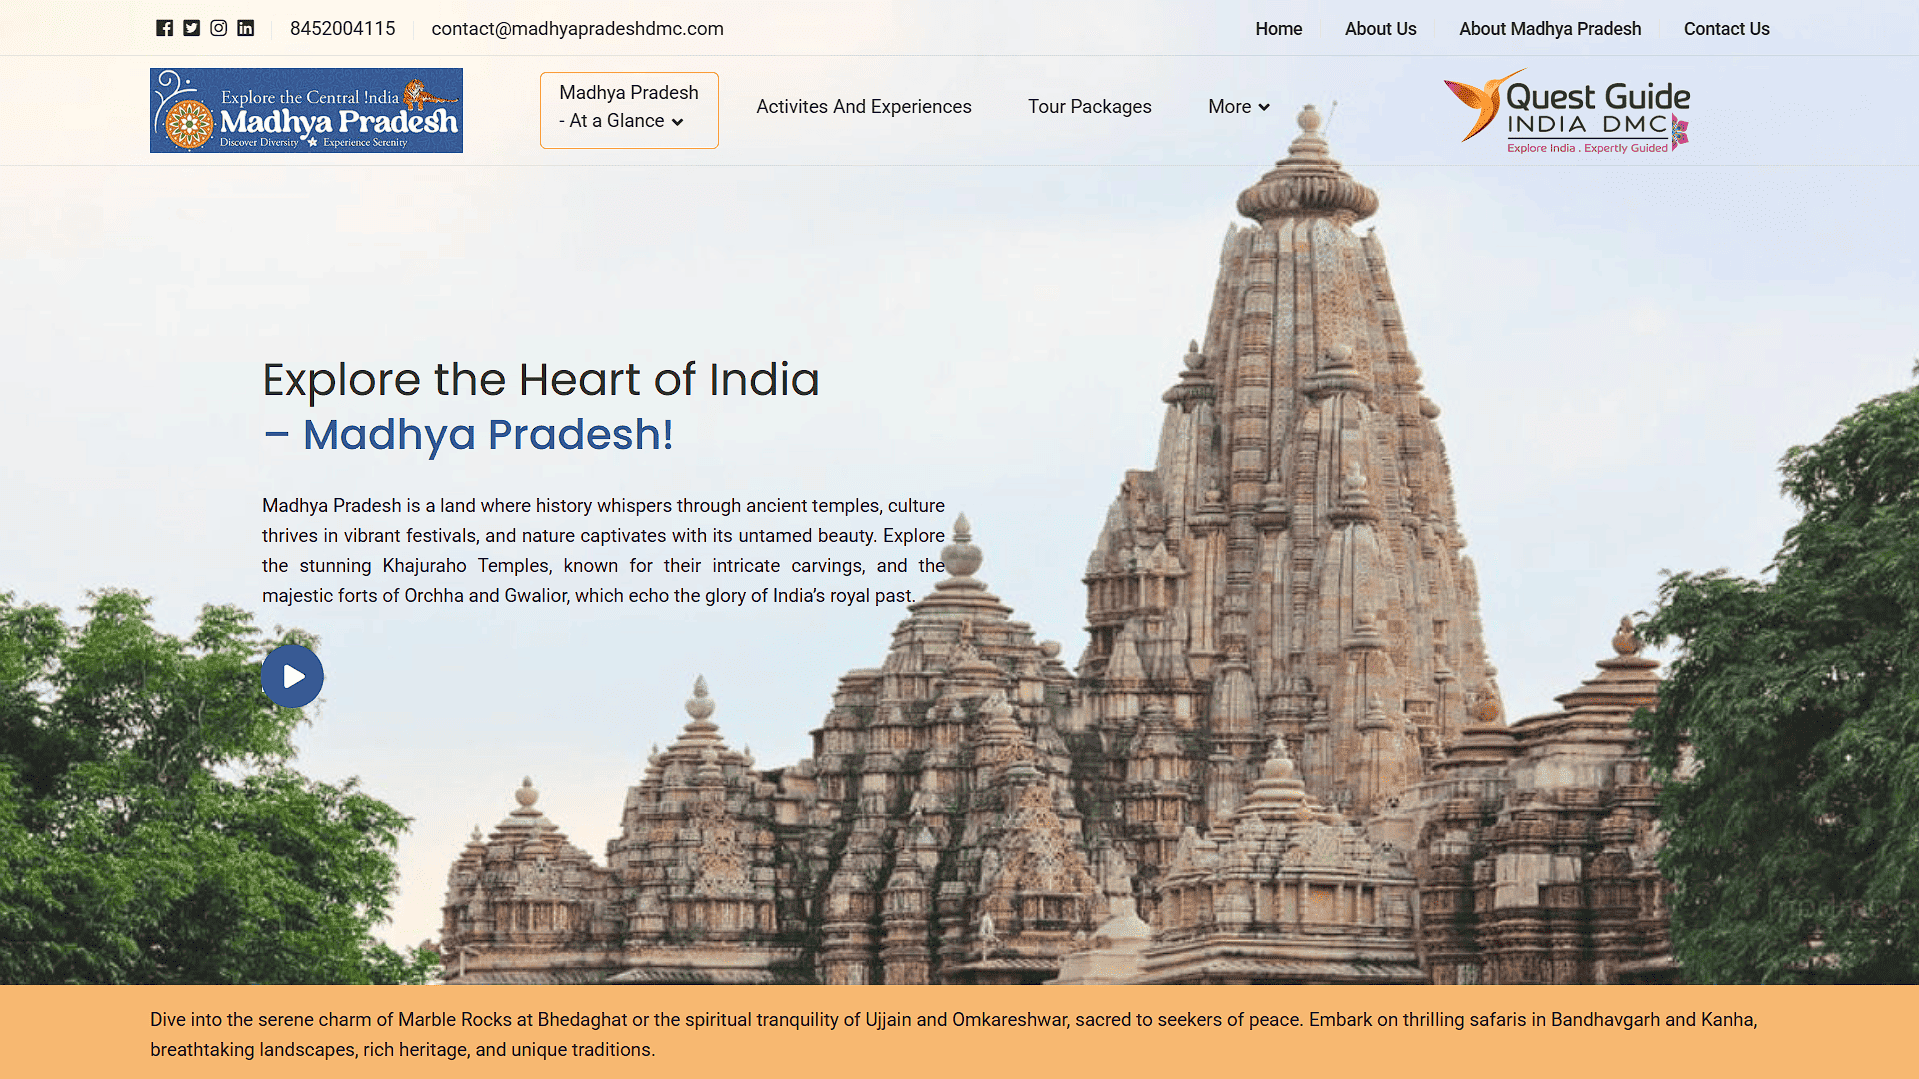 8452004115 contact@madhyapradeshdmc.com Home About Us About Madhya Pradesh Contact Us
Explore the Central India
Madhya Pradesh
Discover Diversity Experience Serenity
Madhya Pradesh
- At a Glance
Activites And Experiences
Tour Packages
More
Quest Guide
INDIA DMC
Explore India . Expertly Guided
Explore the Heart of India
– Madhya Pradesh!
Madhya Pradesh is a land where history whispers through ancient temples, culture
thrives in vibrant festivals, and nature captivates with its untamed beauty. Explore
the stunning Khajuraho Temples, known for their intricate carvings, and the
majestic forts of Orchha and Gwalior, which echo the glory of India’s royal past.
Dive into the serene charm of Marble Rocks at Bhedaghat or the spiritual tranquility of Ujjain and Omkareshwar, sacred to seekers of peace. Embark on thrilling safaris in Bandhavgarh and Kanha,
breathtaking landscapes, rich heritage, and unique traditions.